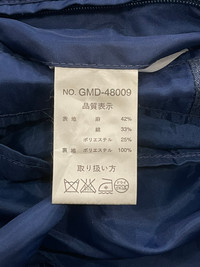 NO GMD-48009
品質表示
表地 麻 42%
綿 33%
ポリエステル 25%
裏地 ポリエステル 100%
取り扱い方